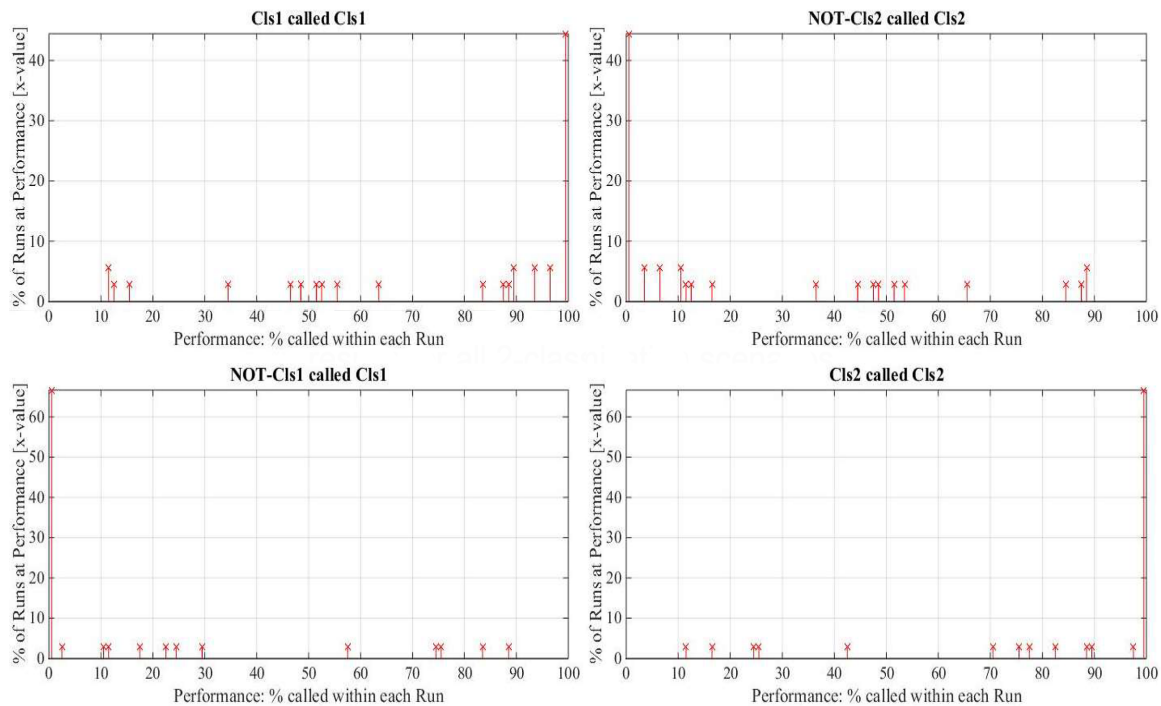 Cls1 called Cls1
% of Runs at Performance [x-value]
40
30
20
10
0
0 10 20 30 40 50 60 70 80 90 100
Performance: % called within each Run
NOT-Cls2 called Cls2
% of Runs at Performance [x-value]
40
30
20
10
0
0 10 20 30 40 50 60 70 80 90 100
Performance: % called within each Run
NOT-Cls1 called Cls1
% of Runs at Performance [x-value]
60
50
40
30
20
10
0
0 10 20 30 40 50 60 70 80 90 100
Performance: % called within each Run
Cls2 called Cls2
% of Runs at Performance [x-value]
60
50
40
30
20
10
0
0 10 20 30 40 50 60 70 80 90 100
Performance: % called within each Run